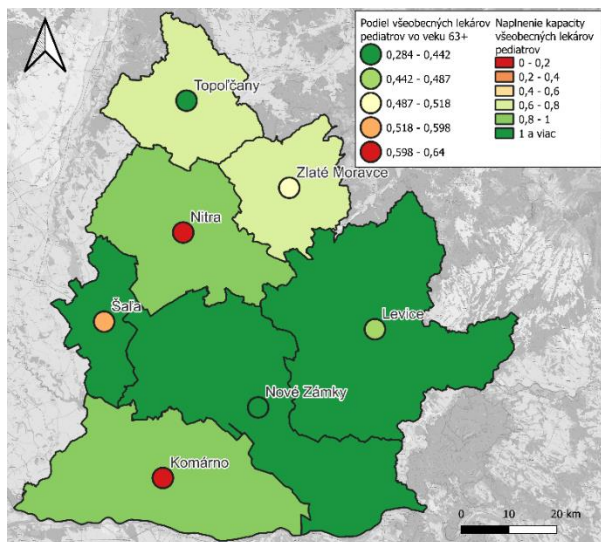 Podiel všeobecných lekárov
pediatrov vo veku 63+
0,284 - 0,442
0,442 - 0,487
0,487 - 0,518
0,518 - 0,598
0,598 - 0,64
Naplnenie kapacity
všeobecných lekárov
pediatrov
0 - 0,2
0,2 - 0,4
0,4 - 0,6
0,6 - 0,8
0,8 - 1
1 a viac
Topoľčany
Zlaté Moravce
Nitra
Šaľa
Levice
Nové Zámky
Komárno
0 10 20 km